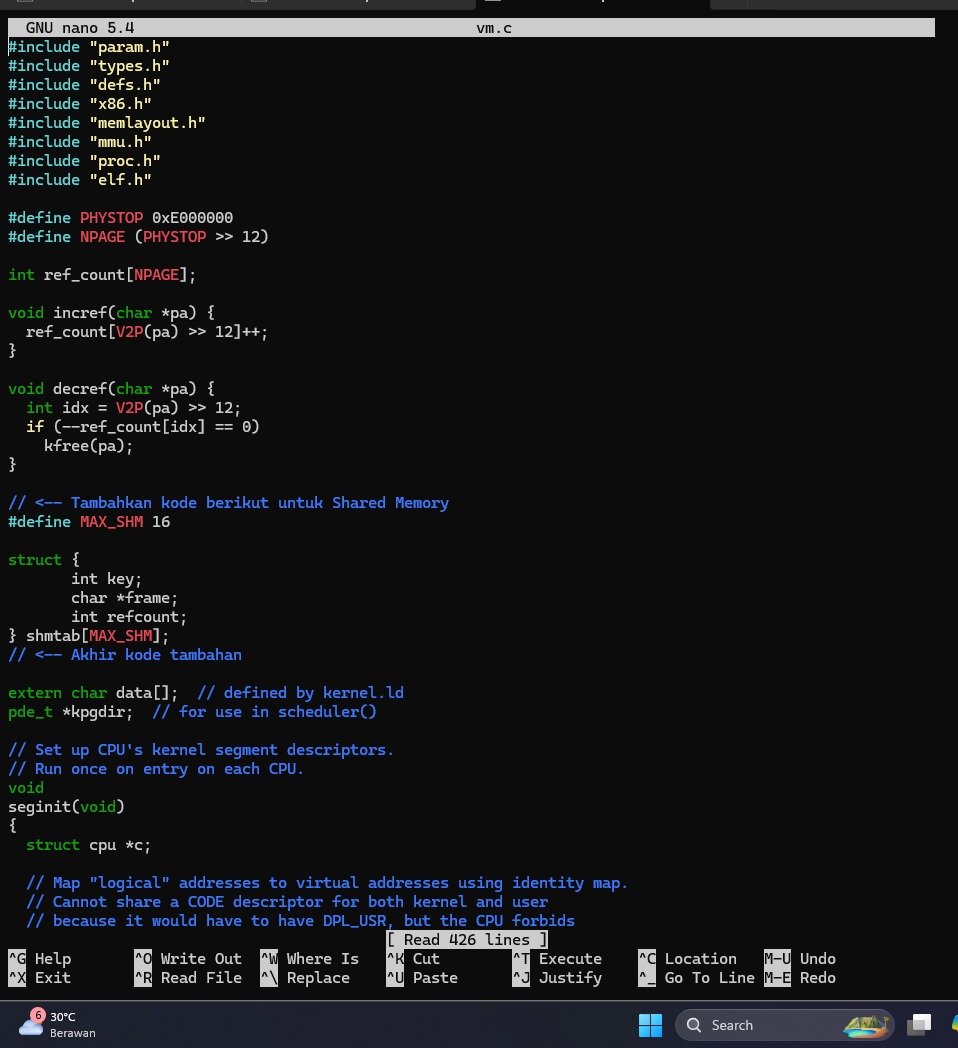 GNU nano 5.4 vm.c
#include "param.h"
#include "types.h"
#include "defs.h"
#include "x86.h"
#include "memlayout.h"
#include "mmu.h"
#include "proc.h"
#include "elf.h"
#define PHYSTOP 0xE000000
#define NPAGE (PHYSTOP >> 12)
int ref_count[NPAGE];
void incref(char *pa) {
  ref_count[V2P(pa) >> 12]++;
}
void decref(char *pa) {
  int idx = V2P(pa) >> 12;
  if (--ref_count[idx] == 0)
    kfree(pa);
}
// <-- Tambahkan kode berikut untuk Shared Memory
#define MAX_SHM 16
struct {
       int key;
       char *frame;
       int refcount;
} shmtab[MAX_SHM];
// <-- Akhir kode tambahan
extern char data[];  // defined by kernel.ld
pde_t *kpgdir;  // for use in scheduler()
// Set up CPU's kernel segment descriptors.
// Run once on entry on each CPU.
void
seginit(void)
{
  struct cpu *c;
  // Map "logical" addresses to virtual addresses using identity map.
  // Cannot share a CODE descriptor for both kernel and user
  // because it would have to have DPL_USR, but the CPU forbids
[ Read 426 lines ]
^G Help ^O Write Out ^W Where Is ^K Cut ^T Execute ^C Location M-U Undo
^X Exit ^R Read File ^\ Replace ^U Paste ^J Justify ^_ Go To Line M-E Redo
6
30°C
Berawan
Search